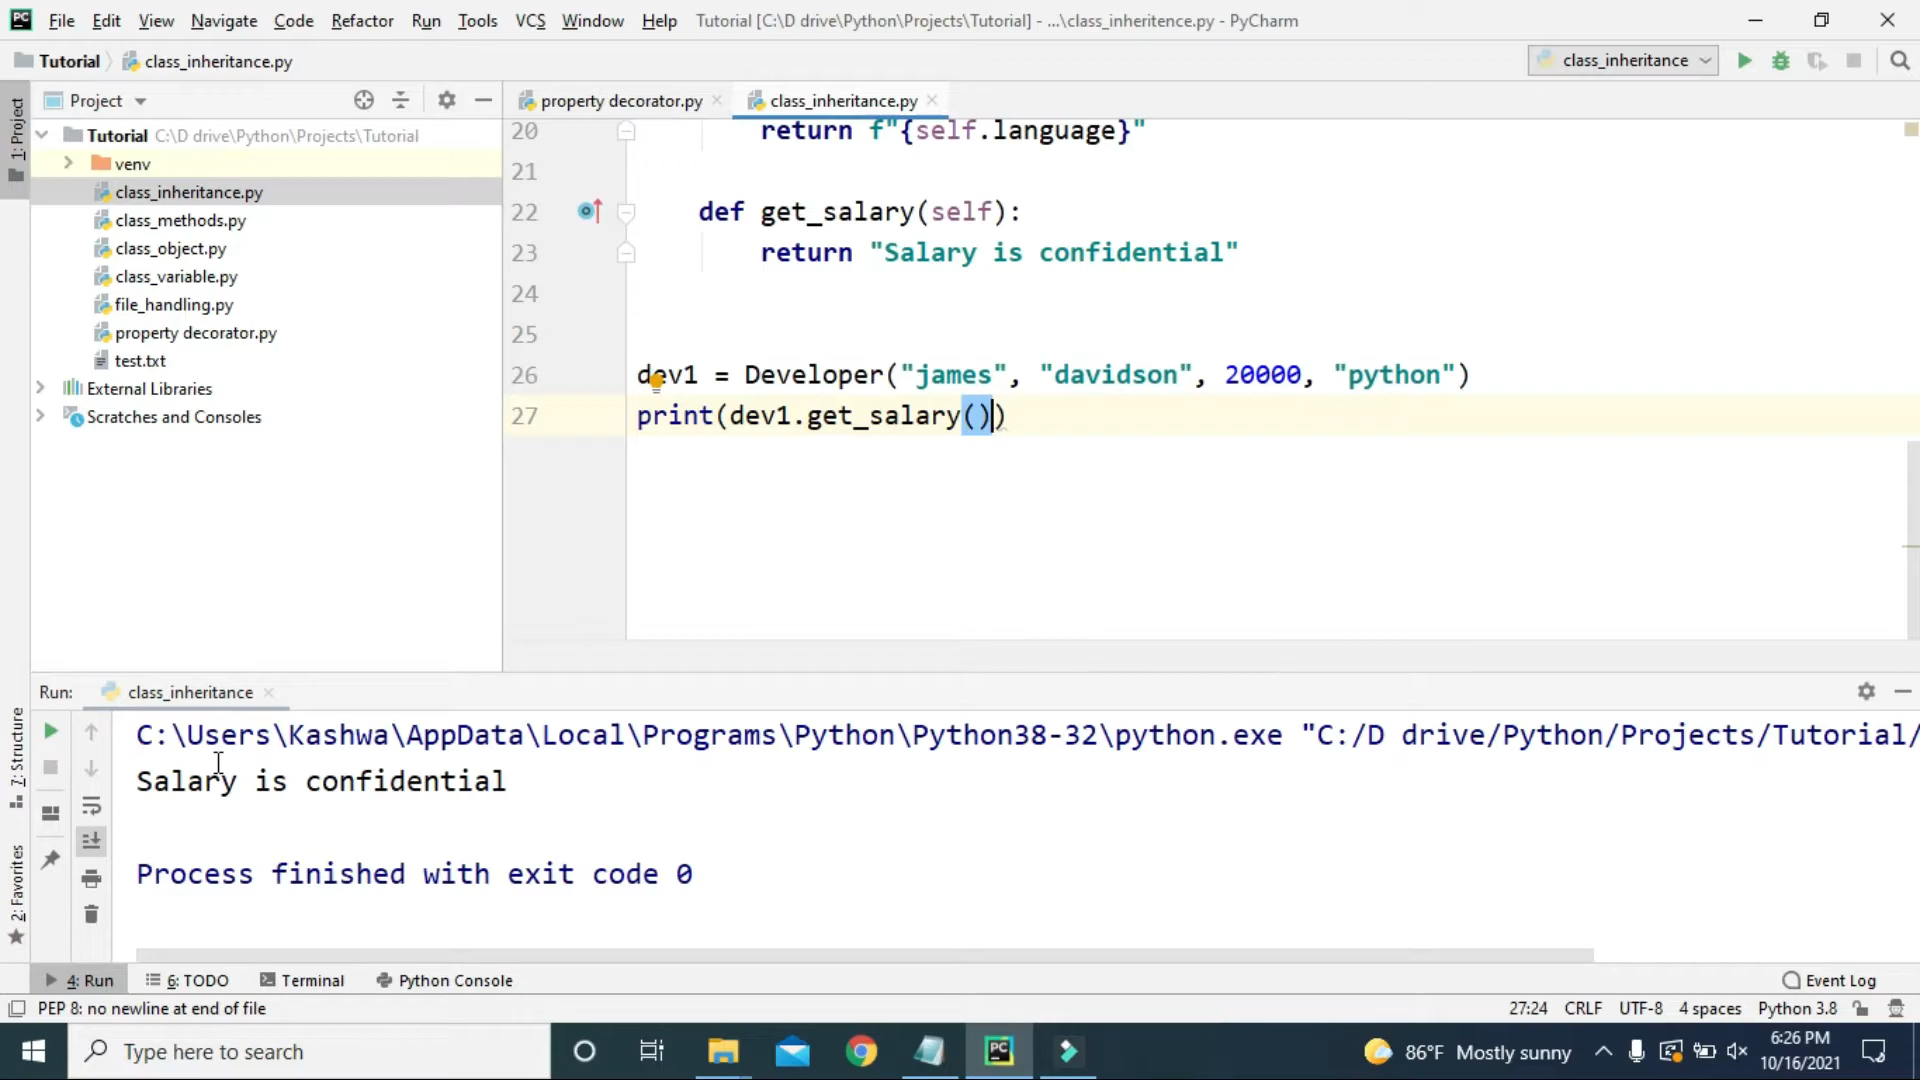 File Edit View Navigate Code Refactor Run Tools VCS Window Help Tutorial [C:\D drive\Python\Projects\Tutorial] - ...\class_inheritence.py - PyCharm
Tutorial class_inheritance.py class_inheritance
Project property decorator.py class_inheritance.py
1: Project
Tutorial C:\D drive\Python\Projects\Tutorial
venv
class_inheritance.py
class_methods.py
class_object.py
class_variable.py
file_handling.py
property decorator.py
test.txt
External Libraries
Scratches and Consoles
20 return f"{self.language}"
21
22 def get_salary(self):
23 return "Salary is confidential"
24
25
26 dev1 = Developer("james", "davidson", 20000, "python")
27 print(dev1.get_salary())
Run: class_inheritance
C:\Users\Kashwa\AppData\Local\Programs\Python\Python38-32\python.exe "C:/D drive/Python/Projects/Tutorial/
Salary is confidential
Process finished with exit code 0
7: Structure
2: Favorites
4: Run 6: TODO Terminal Python Console Event Log
PEP 8: no newline at end of file 27:24 CRLF UTF-8 4 spaces Python 3.8
Type here to search PC 86°F Mostly sunny 6:26 PM
10/16/2021